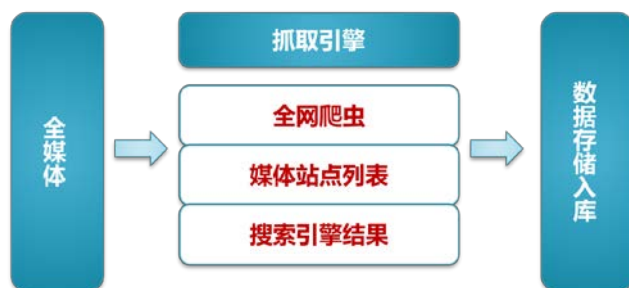 全媒体
抓取引擎
全网爬虫
媒体站点列表
搜索引擎结果
数据存储入库